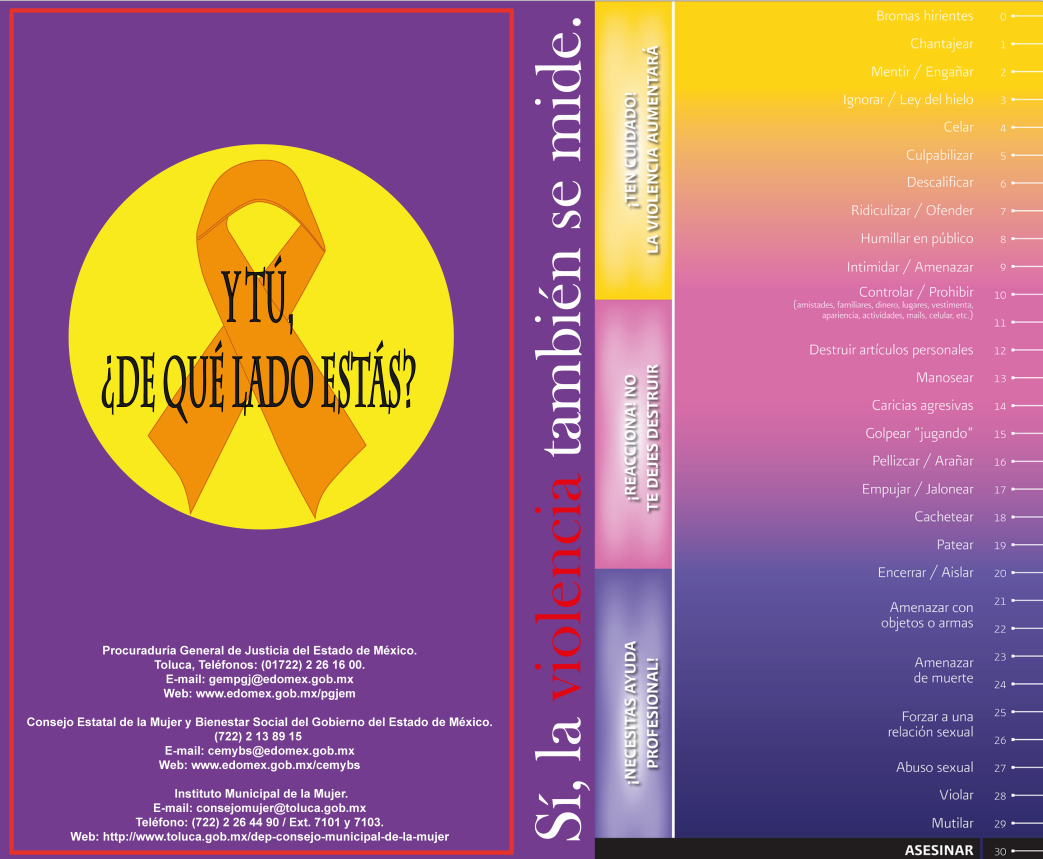 Y TÚ,
¿DE QUÉ LADO ESTÁS?
Procuraduría General de Justicia del Estado de México.
Toluca, Teléfonos: (01722) 2 26 16 00.
E-mail: gempgj@edomex.gob.mx
Web: www.edomex.gob.mx/pgjem
Consejo Estatal de la Mujer y Bienestar Social del Gobierno del Estado de México.
(722) 2 13 89 15
E-mail: cemybs@edomex.gob.mx
Web: www.edomex.gob.mx/cemybs
Instituto Municipal de la Mujer.
E-mail: consejomujer@toluca.gob.mx
Teléfono: (722) 2 26 44 90 / Ext. 7101 y 7103.
Web: http://www.toluca.gob.mx/dep-consejo-municipal-de-la-mujer
Sí, la violencia también se mide.
¡TEN CUIDADO!
LA VIOLENCIA AUMENTARÁ
¡REACCIONA! NO
TE DEJES DESTRUIR
¡NECESITAS AYUDA
PROFESIONAL!
Bromas hirientes 0
Chantajear 1
Mentir / Engañar 2
Ignorar / Ley del hielo 3
Celar 4
Culpabilizar 5
Descalificar 6
Ridiculizar / Ofender 7
Humillar en público 8
Intimidar / Amenazar 9
Controlar / Prohibir 10
(amistades, familiares, dinero, lugares, vestimenta,
apariencia, actividades, mails, celular, etc.) 11
Destruir artículos personales 12
Manosear 13
Caricias agresivas 14
Golpear “jugando” 15
Pellizcar / Arañar 16
Empujar / Jalonear 17
Cachetear 18
Patear 19
Encerrar / Aislar 20
21
Amenazar con
objetos o armas 22
23
Amenazar
de muerte 24
25
Forzar a una
relación sexual 26
Abuso sexual 27
Violar 28
Mutilar 29
ASESINAR 30